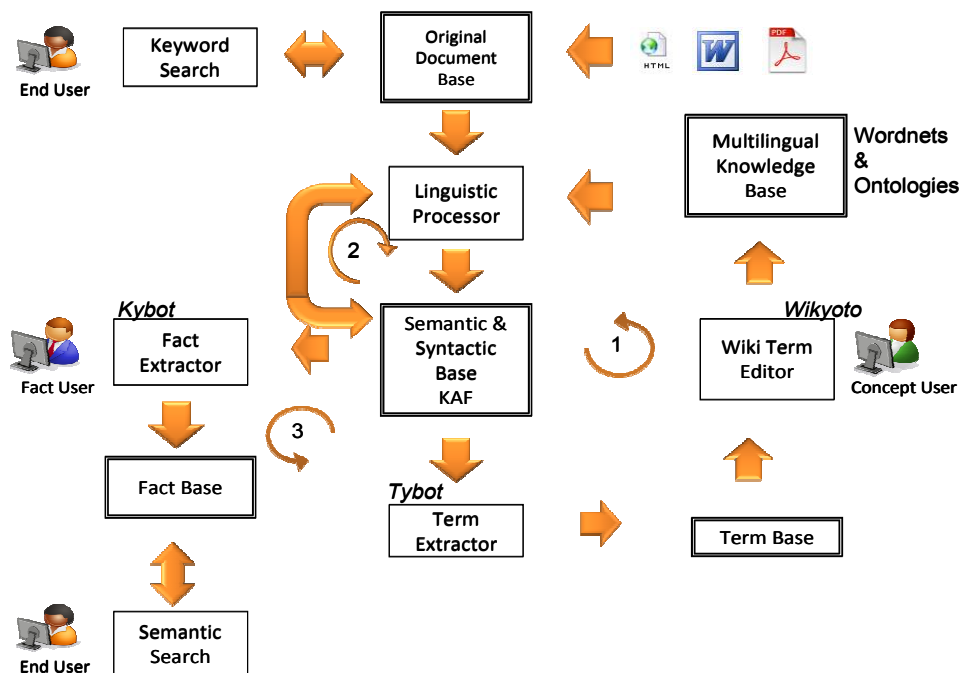 End User
Keyword
Search
Original
Document
Base
HTML
W
PDF
Multilingual
Knowledge
Base
Wordnets
&
Ontologies
Linguistic
Processor
2
Kybot
Fact
Extractor
Fact User
Semantic &
Syntactic
Base
KAF
1
Wikyoto
Wiki Term
Editor
Concept User
3
Fact Base
Tybot
Term
Extractor
Term Base
Semantic
Search
End User